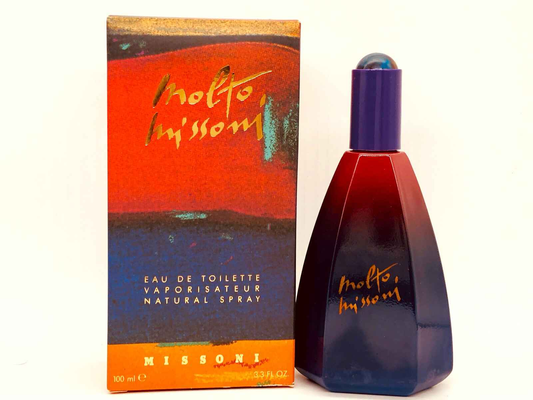 Molto,
Missoni
EAU DE TOILETTE
VAPORISATEUR
NATURAL SPRAY
MISSONI
100 ml ℮
3.3 FL OZ
molto,
missoni